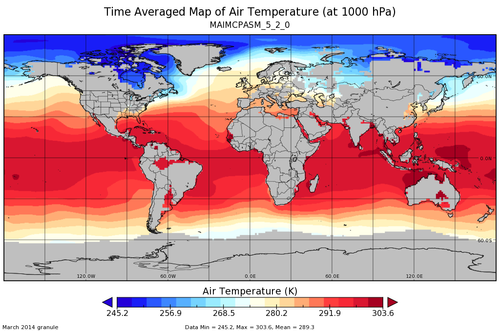 Time Averaged Map of Air Temperature (at 1000 hPa)
MAIMCPASM_5_2_0
60.0N
0.0N
60.0S
120.0W 60.0W 0.0E 60.0E 120.0E
Air Temperature (K)
245.2 256.9 268.5 280.2 291.9 303.6
March 2014 granule Data Min = 245.2, Max = 303.6, Mean = 289.3